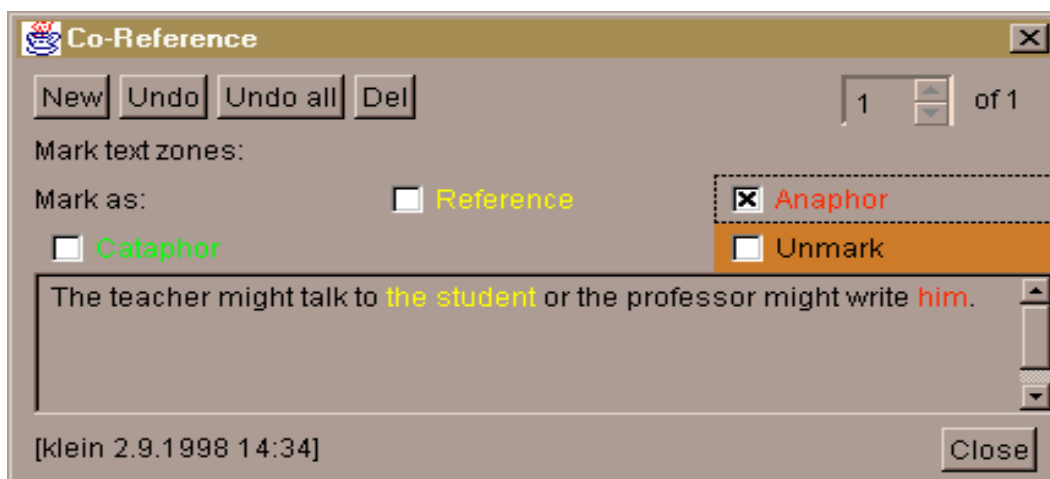 Co-Reference
New Undo Undo all Del 1 of 1
Mark text zones:
Mark as: Reference Anaphor
Cataphor Unmark
The teacher might talk to the student or the professor might write him.
[klein 2.9.1998 14:34] Close